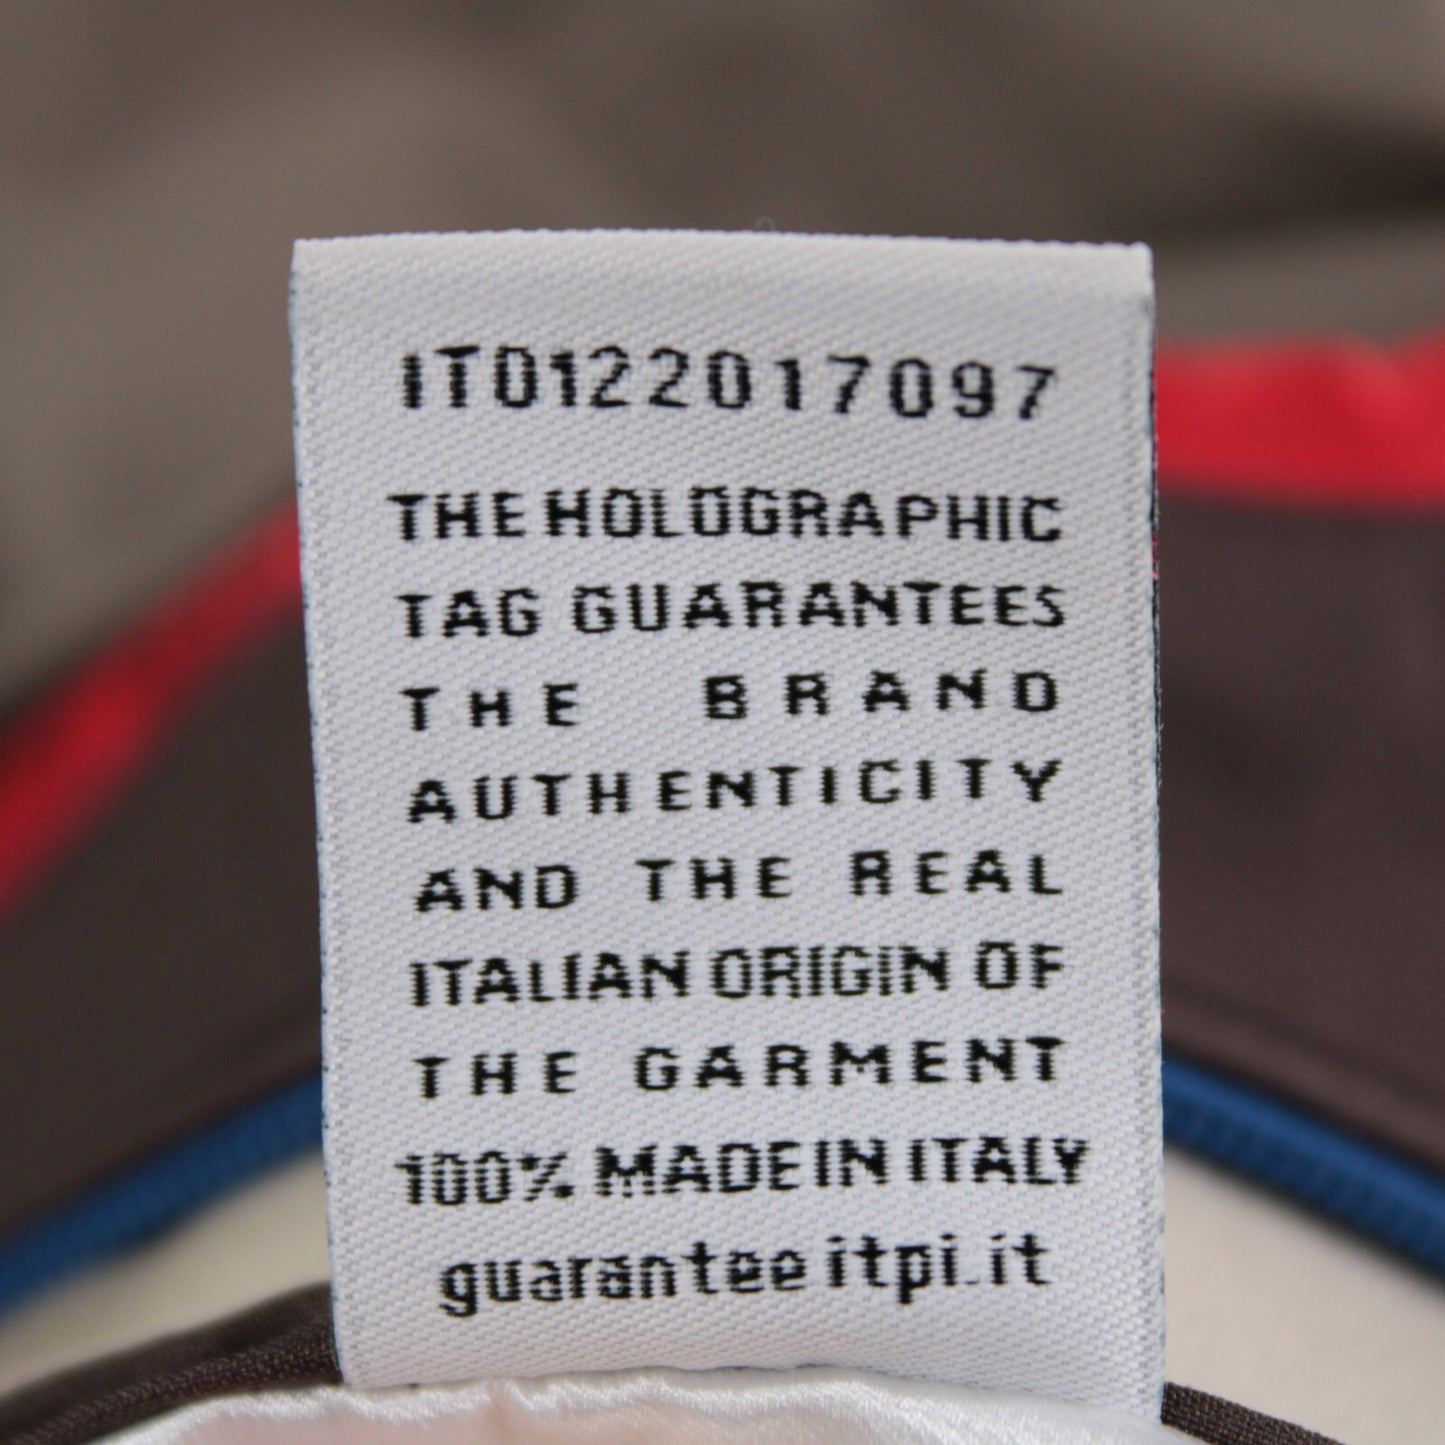 IT0122017097
THE HOLOGRAPHIC
TAG GUARANTEES
THE BRAND
AUTHENTICITY
AND THE REAL
ITALIAN ORIGIN OF
THE GARMENT
100% MADE IN ITALY
guarantee itpi.it